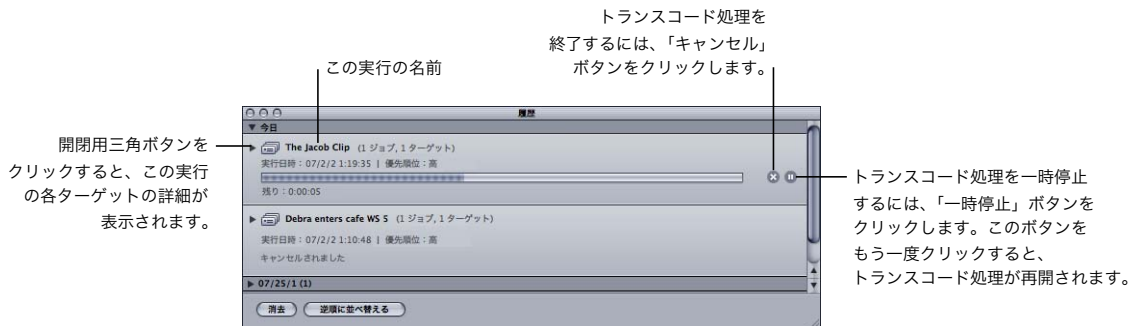 トランスコード処理を
終了するには、「キャンセル」
ボタンをクリックします。
この実行の名前
開閉用三角ボタンを
クリックすると、この実行
の各ターゲットの詳細が
表示されます。
履歴
今日
The Jacob Clip (1 ジョブ, 1 ターゲット)
実行日時:07/2/2 1:19:35 | 優先順位:高
残り:0:00:05
Debra enters cafe WS 5 (1 ジョブ, 1 ターゲット)
実行日時:07/2/2 1:10:48 | 優先順位:高
キャンセルされました
07/25/1 (1)
消去
逆順に並べ替える
トランスコード処理を一時停止
するには、「一時停止」ボタンを
クリックします。このボタンを
もう一度クリックすると、
トランスコード処理が再開されます。